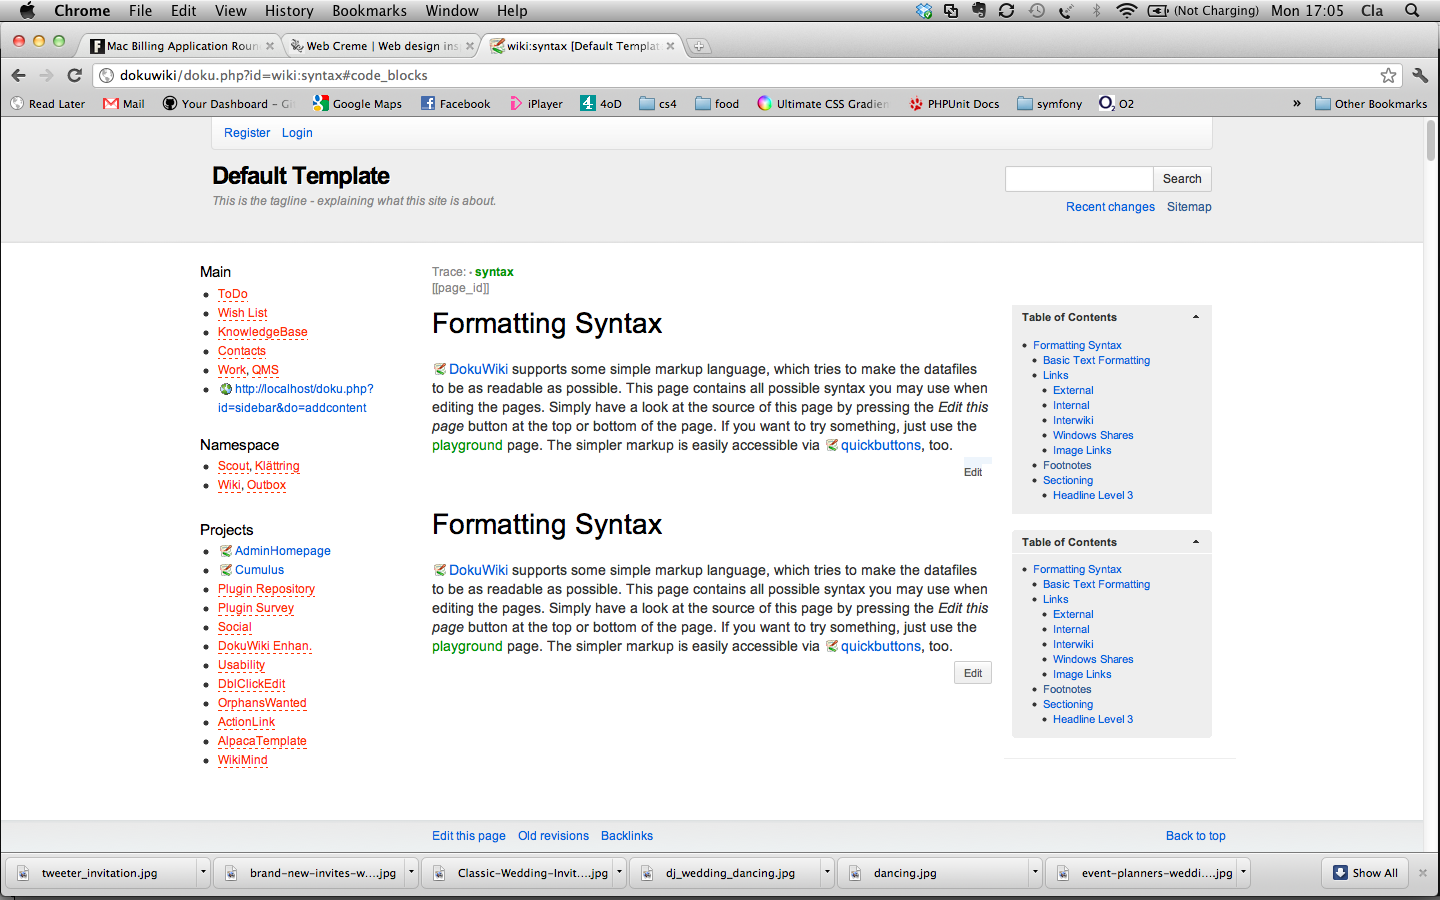 Chrome File Edit View History Bookmarks Window Help (Not Charging) Mon 17:05 Cla
Mac Billing Application Roun Web Creme | Web design ins wiki:syntax [Default Templat
dokuwiki/doku.php?id=wiki:syntax#code_blocks
Read Later Mail Your Dashboard - Gi Google Maps Facebook iPlayer 4oD cs4 food Ultimate CSS Gradien PHPUnit Docs symfony O2 » Other Bookmarks
Register Login
Default Template
This is the tagline - explaining what this site is about.
Search
Recent changes Sitemap
Main
ToDo
Wish List
KnowledgeBase
Contacts
Work, QMS
http://localhost/doku.php?
id=sidebar&do=addcontent
Namespace
Scout, Klättring
Wiki, Outbox
Projects
AdminHomepage
Cumulus
Plugin Repository
Plugin Survey
Social
DokuWiki Enhan.
Usability
DblClickEdit
OrphansWanted
ActionLink
AlpacaTemplate
WikiMind
Trace: • syntax
[[page_id]]
Formatting Syntax
DokuWiki supports some simple markup language, which tries to make the datafiles
to be as readable as possible. This page contains all possible syntax you may use when
editing the pages. Simply have a look at the source of this page by pressing the Edit this
page button at the top or bottom of the page. If you want to try something, just use the
playground page. The simpler markup is easily accessible via quickbuttons, too.
Edit
Formatting Syntax
DokuWiki supports some simple markup language, which tries to make the datafiles
to be as readable as possible. This page contains all possible syntax you may use when
editing the pages. Simply have a look at the source of this page by pressing the Edit this
page button at the top or bottom of the page. If you want to try something, just use the
playground page. The simpler markup is easily accessible via quickbuttons, too.
Edit
Table of Contents
Formatting Syntax
Basic Text Formatting
Links
External
Internal
Interwiki
Windows Shares
Image Links
Footnotes
Sectioning
Headline Level 3
Table of Contents
Formatting Syntax
Basic Text Formatting
Links
External
Internal
Interwiki
Windows Shares
Image Links
Footnotes
Sectioning
Headline Level 3
Edit this page Old revisions Backlinks Back to top
tweeter_invitation.jpg brand-new-invites-w....jpg Classic-Wedding-Invit....jpg dj_wedding_dancing.jpg dancing.jpg event-planners-weddi....jpg Show All